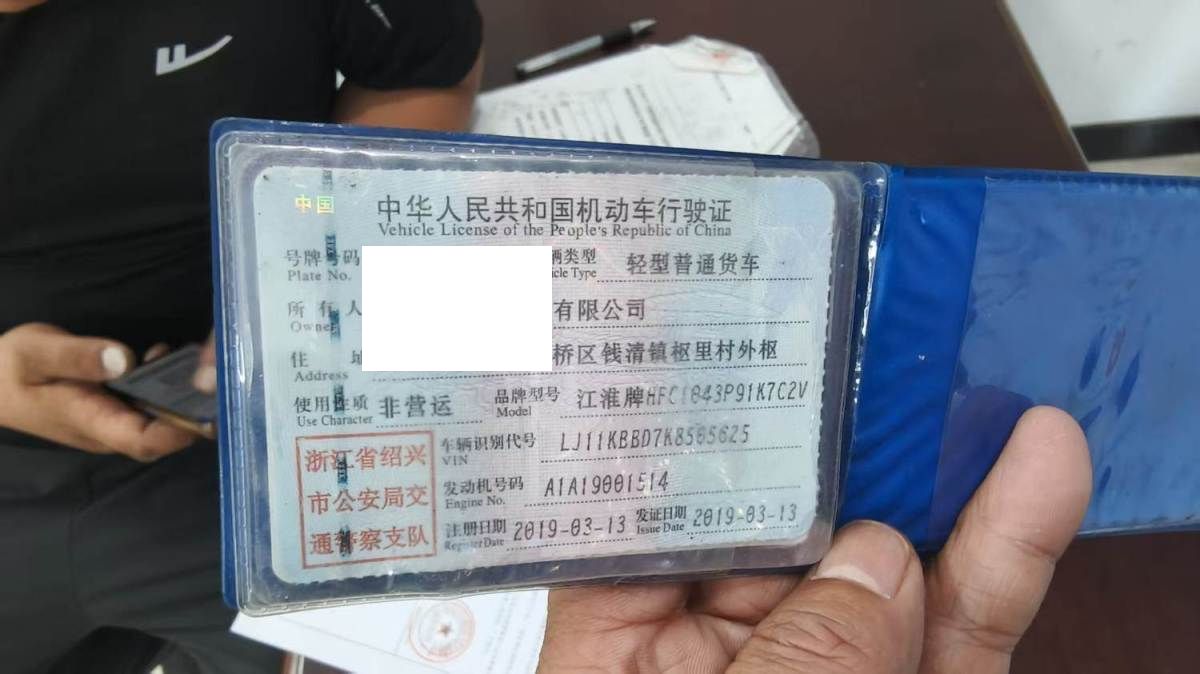 中国
中华人民共和国机动车行驶证
Vehicle License of the People's Republic of China
号牌号码 辆类型 轻型普通货车
Plate No. icle Type
所有人 有限公司
Owner
住 址 桥区钱清镇枢里村外枢
Address
使用性质 非营运 品牌型号 江淮牌HFC1043P91K7C2V
Use Character Model
浙江省绍兴
市公安局交
通警察支队
车辆识别代号 LJ11KBBD7K8565625
VIN
发动机号码 A1A19001514
Engine No.
注册日期 2019-03-13 发证日期 2019-03-13
Register Date Issue Date